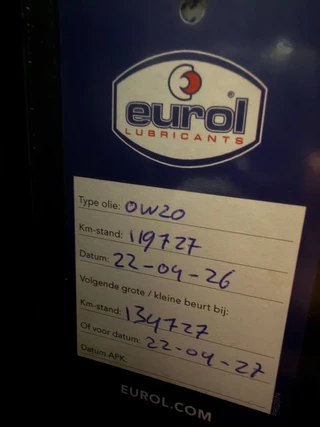 ®
eurol
LUBRICANTS
Type olie: 0W20
Km-stand: 119727
Datum: 22-04-26
Volgende grote / kleine beurt bij:
Km-stand: 134727
Of voor datum: 22-04-27
Datum APK:
EUROL.COM